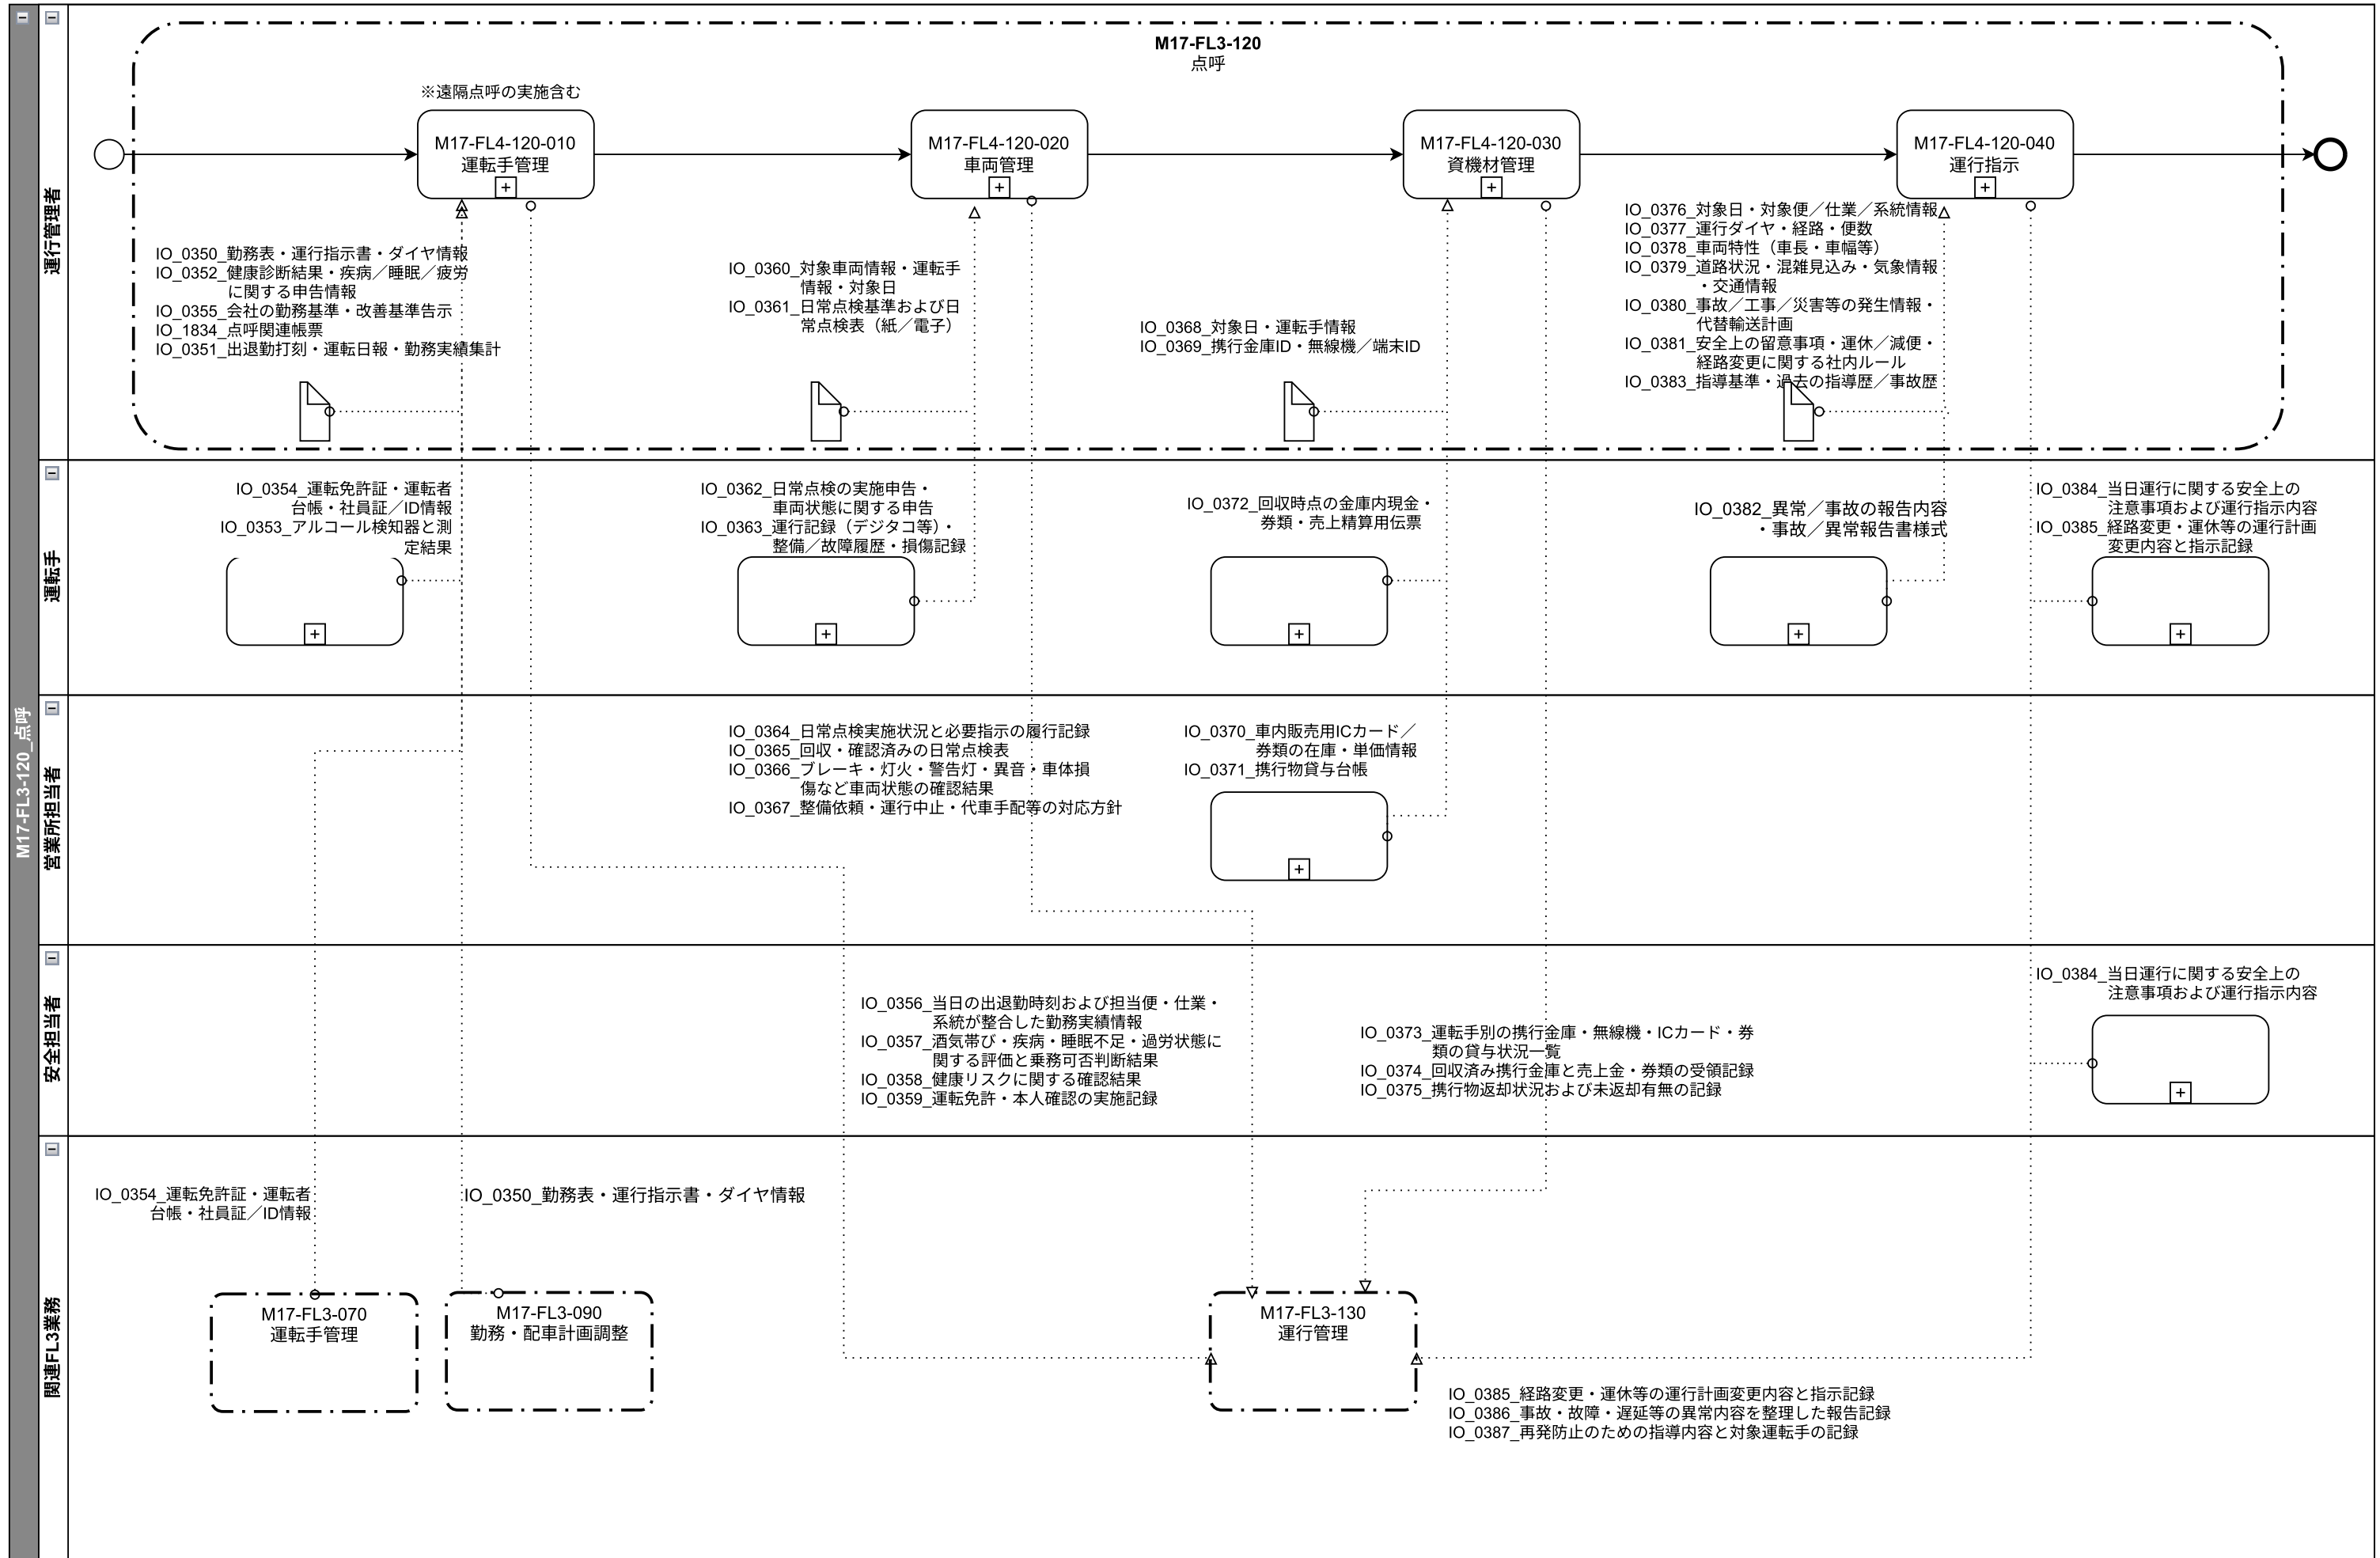 M17-FL3-120_点呼
運行管理者
M17-FL3-120
点呼
※遠隔点呼の実施含む
M17-FL4-120-010
運転手管理
M17-FL4-120-020
車両管理
M17-FL4-120-030
資機材管理
M17-FL4-120-040
運行指示
IO_0350_勤務表・運行指示書・ダイヤ情報
IO_0352_健康診断結果・疾病／睡眠／疲労
に関する申告情報
IO_0355_会社の勤務基準・改善基準告示
IO_1834_点呼関連帳票
IO_0351_出退勤打刻・運転日報・勤務実績集計
IO_0360_対象車両情報・運転手
情報・対象日
IO_0361_日常点検基準および日
常点検表（紙／電子）
IO_0368_対象日・運転手情報
IO_0369_携行金庫ID・無線機／端末ID
IO_0376_対象日・対象便／仕業／系統情報
IO_0377_運行ダイヤ・経路・便数
IO_0378_車両特性（車長・車幅等）
IO_0379_道路状況・混雑見込み・気象情報
・交通情報
IO_0380_事故／工事／災害等の発生情報・
代替輸送計画
IO_0381_安全上の留意事項・運休／減便・
経路変更に関する社内ルール
IO_0383_指導基準・過去の指導歴／事故歴
運転手
IO_0354_運転免許証・運転者
台帳・社員証／ID情報
IO_0353_アルコール検知器と測
定結果
IO_0362_日常点検の実施申告・
車両状態に関する申告
IO_0363_運行記録（デジタコ等）・
整備／故障履歴・損傷記録
IO_0372_回収時点の金庫内現金・
券類・売上精算用伝票
IO_0382_異常／事故の報告内容
・事故／異常報告書様式
IO_0384_当日運行に関する安全上の
注意事項および運行指示内容
IO_0385_経路変更・運休等の運行計画
変更内容と指示記録
営業所担当者
IO_0364_日常点検実施状況と必要指示の履行記録
IO_0365_回収・確認済みの日常点検表
IO_0366_ブレーキ・灯火・警告灯・異音・車体損
傷など車両状態の確認結果
IO_0367_整備依頼・運行中止・代車手配等の対応方針
IO_0370_車内販売用ICカード／
券類の在庫・単価情報
IO_0371_携行物貸与台帳
安全担当者
IO_0356_当日の出退勤時刻および担当便・仕業・
系統が整合した勤務実績情報
IO_0357_酒気帯び・疾病・睡眠不足・過労状態に
関する評価と乗務可否判断結果
IO_0358_健康リスクに関する確認結果
IO_0359_運転免許・本人確認の実施記録
IO_0373_運転手別の携行金庫・無線機・ICカード・券
類の貸与状況一覧
IO_0374_回収済み携行金庫と売上金・券類の受領記録
IO_0375_携行物返却状況および未返却有無の記録
IO_0384_当日運行に関する安全上の
注意事項および運行指示内容
関連FL3業務
IO_0354_運転免許証・運転者
台帳・社員証／ID情報
IO_0350_勤務表・運行指示書・ダイヤ情報
M17-FL3-070
運転手管理
M17-FL3-090
勤務・配車計画調整
M17-FL3-130
運行管理
IO_0385_経路変更・運休等の運行計画変更内容と指示記録
IO_0386_事故・故障・遅延等の異常内容を整理した報告記録
IO_0387_再発防止のための指導内容と対象運転手の記録